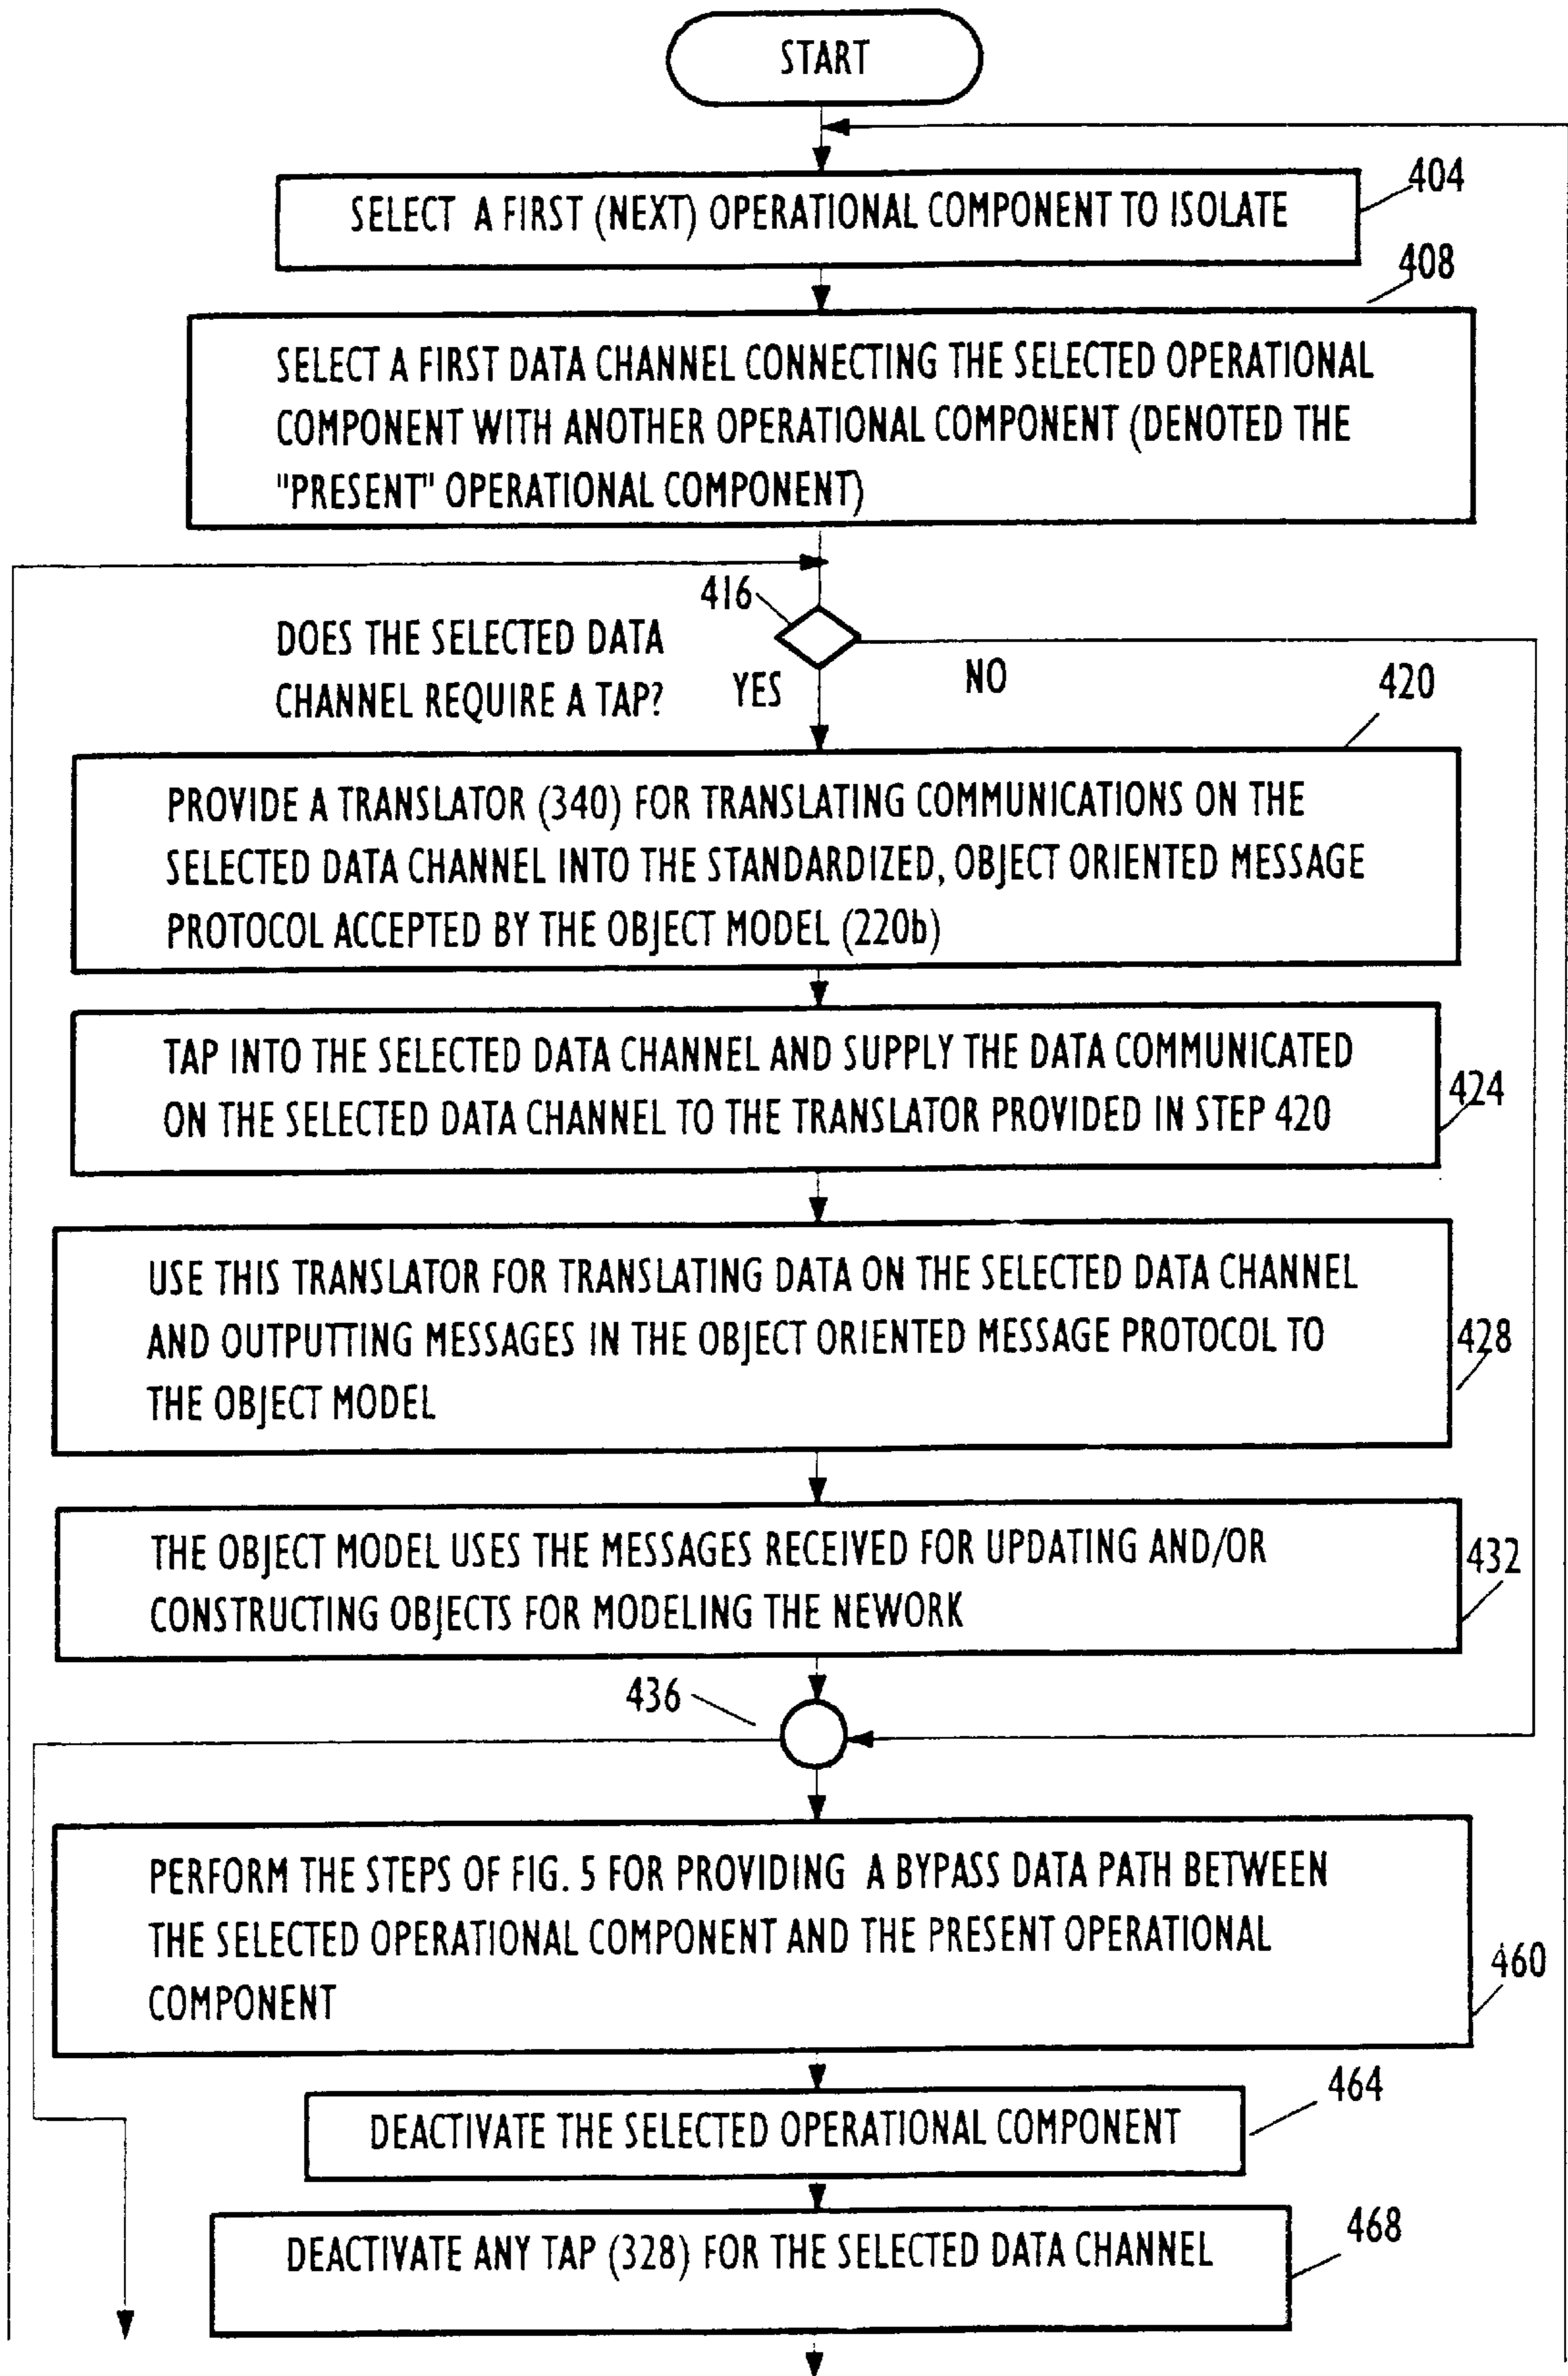 START
404
SELECT A FIRST (NEXT) OPERATIONAL COMPONENT TO ISOLATE
408
SELECT A FIRST DATA CHANNEL CONNECTING THE SELECTED OPERATIONAL
COMPONENT WITH ANOTHER OPERATIONAL COMPONENT (DENOTED THE
"PRESENT" OPERATIONAL COMPONENT)
416
DOES THE SELECTED DATA
CHANNEL REQUIRE A TAP?
YES
NO
420
PROVIDE A TRANSLATOR (340) FOR TRANSLATING COMMUNICATIONS ON THE
SELECTED DATA CHANNEL INTO THE STANDARDIZED, OBJECT ORIENTED MESSAGE
PROTOCOL ACCEPTED BY THE OBJECT MODEL (220b)
TAP INTO THE SELECTED DATA CHANNEL AND SUPPLY THE DATA COMMUNICATED
ON THE SELECTED DATA CHANNEL TO THE TRANSLATOR PROVIDED IN STEP 420
424
USE THIS TRANSLATOR FOR TRANSLATING DATA ON THE SELECTED DATA CHANNEL
AND OUTPUTTING MESSAGES IN THE OBJECT ORIENTED MESSAGE PROTOCOL TO
THE OBJECT MODEL
428
THE OBJECT MODEL USES THE MESSAGES RECEIVED FOR UPDATING AND/OR
CONSTRUCTING OBJECTS FOR MODELING THE NEWORK
432
436
PERFORM THE STEPS OF FIG. 5 FOR PROVIDING A BYPASS DATA PATH BETWEEN
THE SELECTED OPERATIONAL COMPONENT AND THE PRESENT OPERATIONAL
COMPONENT
460
464
DEACTIVATE THE SELECTED OPERATIONAL COMPONENT
468
DEACTIVATE ANY TAP (328) FOR THE SELECTED DATA CHANNEL